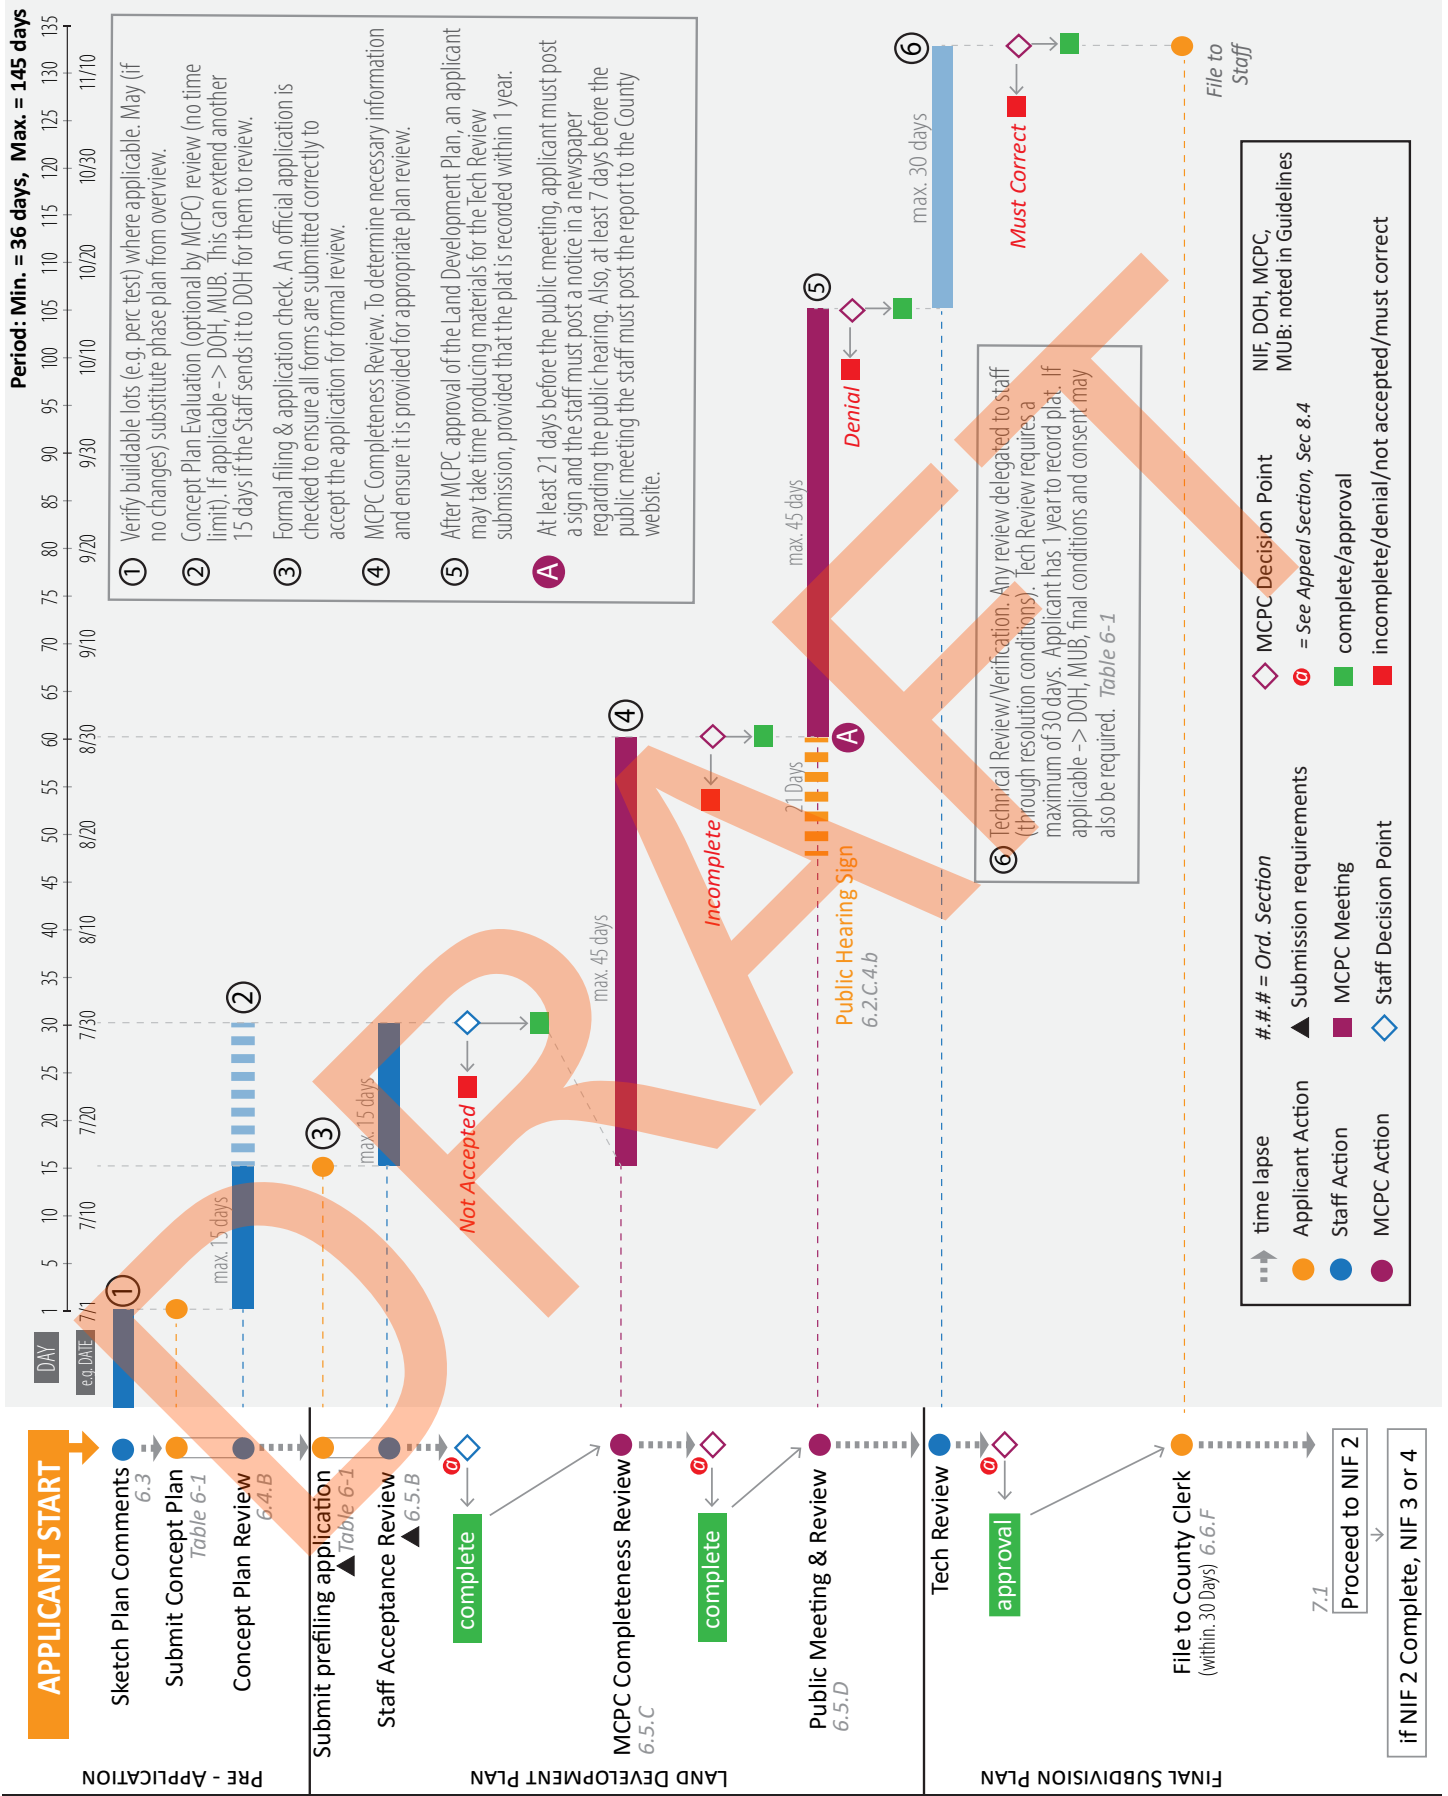 Period: Min. = 36 days,  Max. = 145 days
DAY
1 5 10 15 20 25 30 35 40 45 50 55 60 65 70 75 80 85 90 95 100 105 110 115 120 125 130 135
e.g. DATE
7/1 7/10 7/20 7/30 8/10 8/20 8/30 9/10 9/20 9/30 10/10 10/20 10/30 11/10
APPLICANT START
PRE - APPLICATION
Sketch Plan Comments
6.3
Submit Concept Plan
Table 6-1
Concept Plan Review
6.4.B
LAND DEVELOPMENT PLAN
Submit prefiling application
Table 6-1
Staff Acceptance Review
6.5.B
a
complete
MCPC Completeness Review
6.5.C
a
complete
Public Meeting & Review
6.5.D
FINAL SUBDIVISION PLAN
Tech Review
a
approval
File to County Clerk
(within. 30 Days) 6.6.F
7.1
Proceed to NIF 2
if NIF 2 Complete, NIF 3 or 4
1
max. 15 days
2
3
max. 15 days
Not Accepted
max. 45 days
4
Incomplete
21 Days
Public Hearing Sign
6.2.C.4.b
A
max. 45 days
5
Denial
max. 30 days
6
Must Correct
File to
Staff
1 Verify buildable lots (e.g. perc test) where applicable. May (if
no changes) substitute phase plan from overview.
2 Concept Plan Evaluation (optional by MCPC) review (no time
limit). If applicable -> DOH, MUB.  This can extend another
15 days if the Staff sends it to DOH for them to review.
3 Formal filing & application check. An official application is
checked to ensure all forms are submitted correctly to
accept the application for formal review.
4 MCPC Completeness Review. To determine necessary information
and ensure it is provided for appropriate plan review.
5 After MCPC approval of the Land Development Plan, an applicant
may take time producing materials for the Tech Review
submission, provided that the plat is recorded within 1 year.
A At least 21 days before the public meeting, applicant must post
a sign and the staff must post a notice in a newspaper
regarding the public hearing. Also, at least 7 days before the
public meeting the staff must post the report to the County
website.
6 Technical Review/Verification. Any review delegated to staff
(through resolution conditions). Tech Review requires a
maximum of 30 days.  Applicant has 1 year to record plat. If
applicable -> DOH, MUB, final conditions and consent may
also be required.  Table 6-1
time lapse
Applicant Action
Staff Action
MCPC Action
#.#.# = Ord. Section
Submission requirements
MCPC Meeting
Staff Decision Point
MCPC Decision Point
a = See Appeal Section, Sec 8.4
complete/approval
incomplete/denial/not accepted/must correct
NIF, DOH, MCPC,
MUB: noted in Guidelines
DRAFT